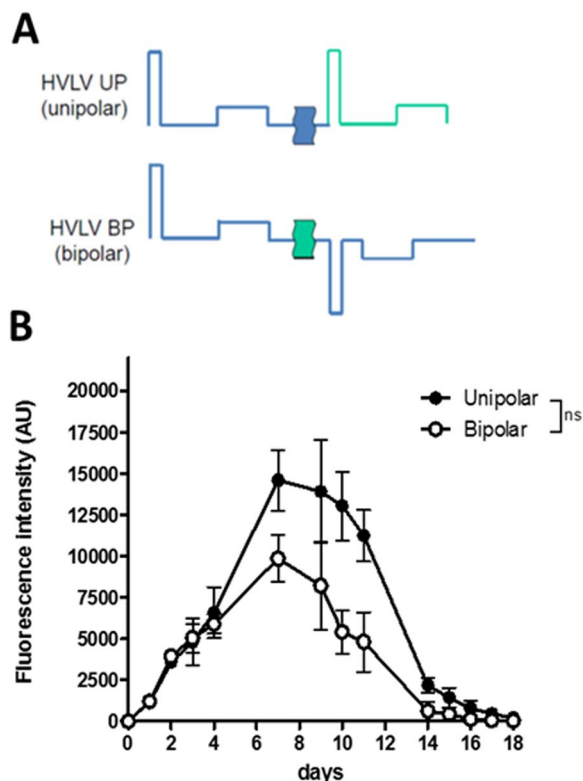 A
HVLV UP
(unipolar)
HVLV BP
(bipolar)
B
Fluorescence intensity (AU)
20000
17500
15000
12500
10000
7500
5000
2500
0
Unipolar
Bipolar
ns
0 2 4 6 8 10 12 14 16 18
days